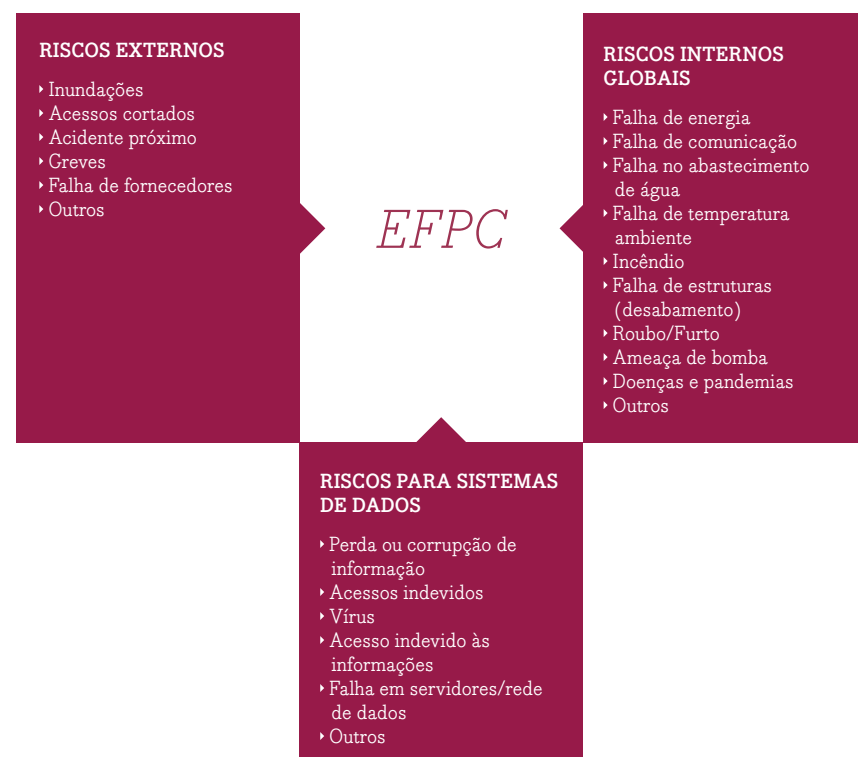 RISCOS EXTERNOS
‣ Inundações
‣ Acessos cortados
‣ Acidente próximo
‣ Greves
‣ Falha de fornecedores
‣ Outros
EFPC
RISCOS INTERNOS
GLOBAIS
‣ Falha de energia
‣ Falha de comunicação
‣ Falha no abastecimento
de água
‣ Falha de temperatura
ambiente
‣ Incêndio
‣ Falha de estruturas
(desabamento)
‣ Roubo/Furto
‣ Ameaça de bomba
‣ Doenças e pandemias
‣ Outros
RISCOS PARA SISTEMAS
DE DADOS
‣ Perda ou corrupção de
informação
‣ Acessos indevidos
‣ Vírus
‣ Acesso indevido às
informações
‣ Falha em servidores/rede
de dados
‣ Outros